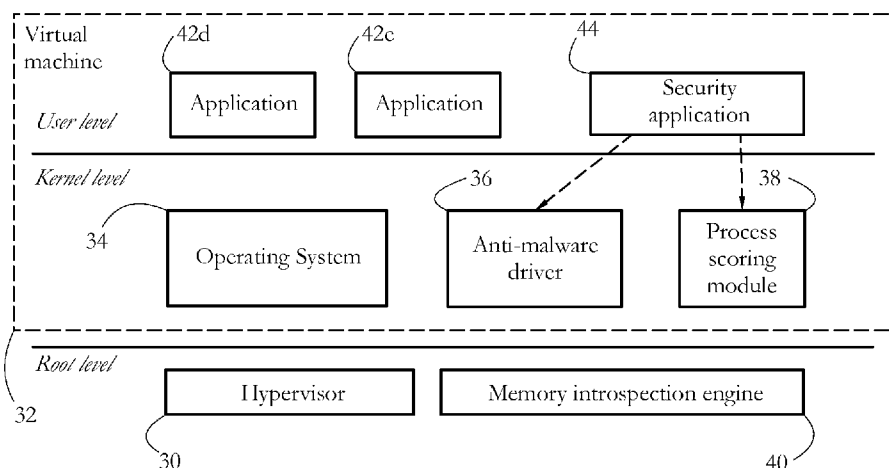 Virtual
machine
42d
42c
44
Application
Application
Security
application
User level
Kernel level
34
36
38
Operating System
Anti-malware
driver
Process
scoring
module
Root level
32
Hypervisor
Memory introspection engine
30
40